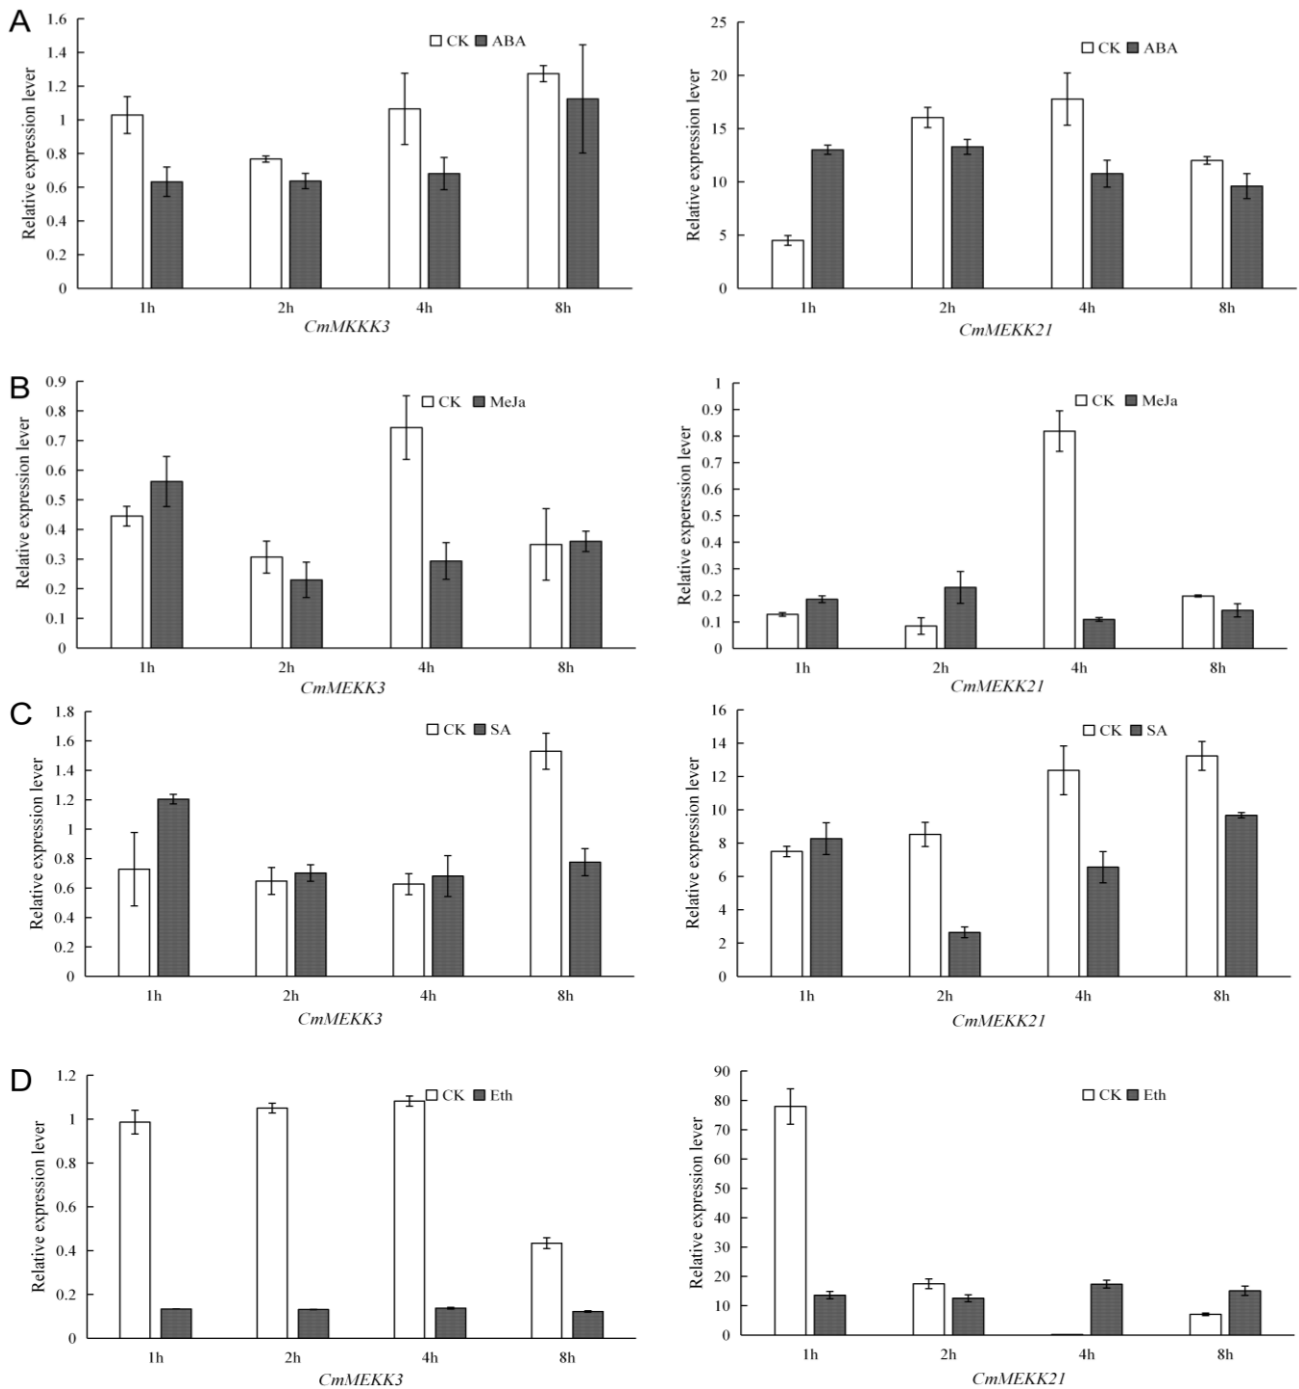 A
Relative expression lever
1.6
1.4
1.2
1
0.8
0.6
0.4
0.2
0
CK ABA
1h 2h 4h 8h
CmMKKK3
Relative expression lever
25
20
15
10
5
0
CK ABA
1h 2h 4h 8h
CmMEKK21
B
Relative expression lever
0.9
0.8
0.7
0.6
0.5
0.4
0.3
0.2
0.1
0
CK MeJa
1h 2h 4h 8h
CmMEKK3
Relative experession lever
1
0.9
0.8
0.7
0.6
0.5
0.4
0.3
0.2
0.1
0
CK MeJa
1h 2h 4h 8h
CmMEKK21
C
Relative expression lever
1.8
1.6
1.4
1.2
1
0.8
0.6
0.4
0.2
0
CK SA
1h 2h 4h 8h
CmMEKK3
Relative expression lever
16
14
12
10
8
6
4
2
0
CK SA
1h 2h 4h 8h
CmMEKK21
D
Relative expression lever
1.2
1
0.8
0.6
0.4
0.2
0
CK Eth
1h 2h 4h 8h
CmMEKK3
Relative expression lever
90
80
70
60
50
40
30
20
10
0
CK Eth
1h 2h 4h 8h
CmMEKK21